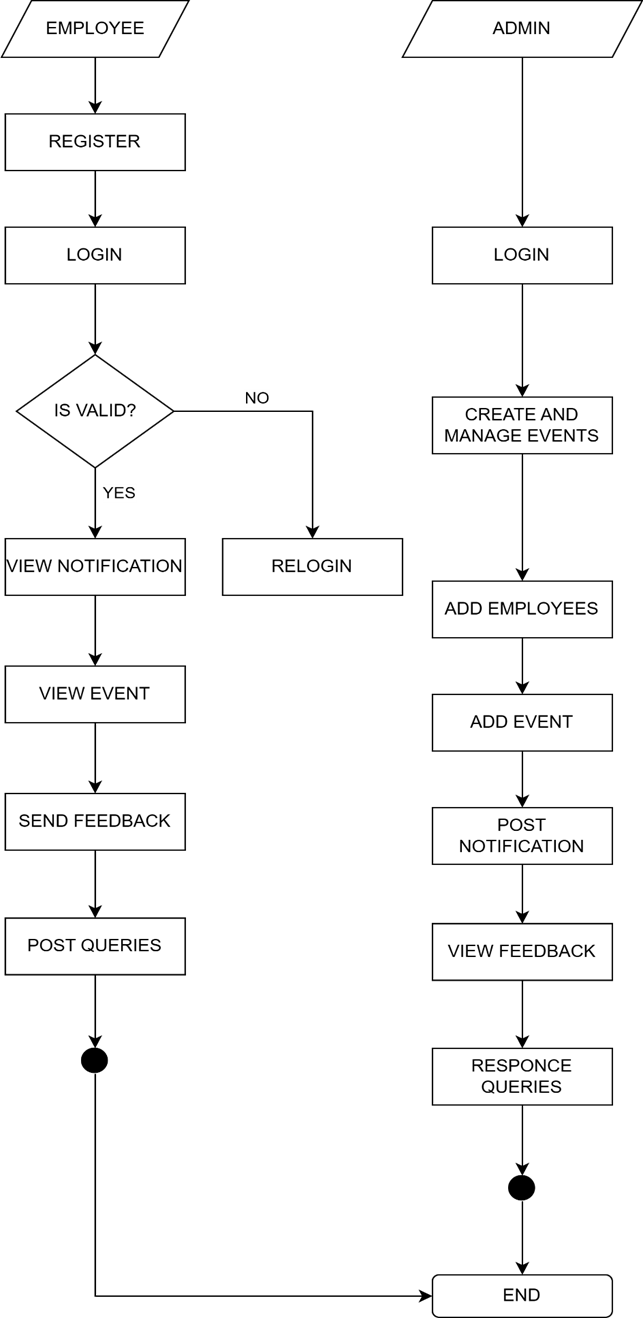 EMPLOYEE
REGISTER
LOGIN
IS VALID?
NO
YES
VIEW NOTIFICATION
RELOGIN
VIEW EVENT
SEND FEEDBACK
POST QUERIES
ADMIN
LOGIN
CREATE AND
MANAGE EVENTS
ADD EMPLOYEES
ADD EVENT
POST
NOTIFICATION
VIEW FEEDBACK
RESPONCE
QUERIES
END